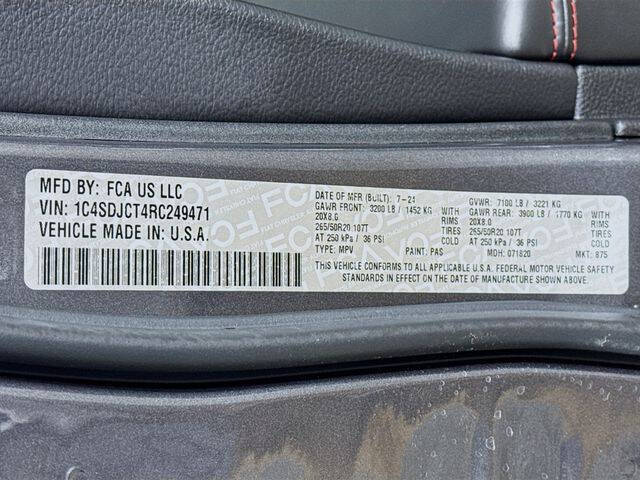 MFD BY: FCA US LLC
VIN: 1C4SDJCT4RC249471
VEHICLE MADE IN: U.S.A.
DATE OF MFR (BUILT): 7-24 GVWR: 7100 LB / 3221 KG
GAWR FRONT: 3200 LB / 1452 KG GAWR REAR: 3900 LB / 1770 KG
20X8.0 RIMS 20X8.0 RIMS
265/50R20 107T TIRES 265/50R20 107T TIRES
AT 250 kPa / 36 PSI COLD AT 250 kPa / 36 PSI COLD
TYPE: MPV PAINT: PAS MDH: 071820 MKT: 875
THIS VEHICLE CONFORMS TO ALL APPLICABLE U.S.A. FEDERAL MOTOR VEHICLE SAFETY
STANDARDS IN EFFECT ON THE DATE OF MANUFACTURE SHOWN ABOVE.